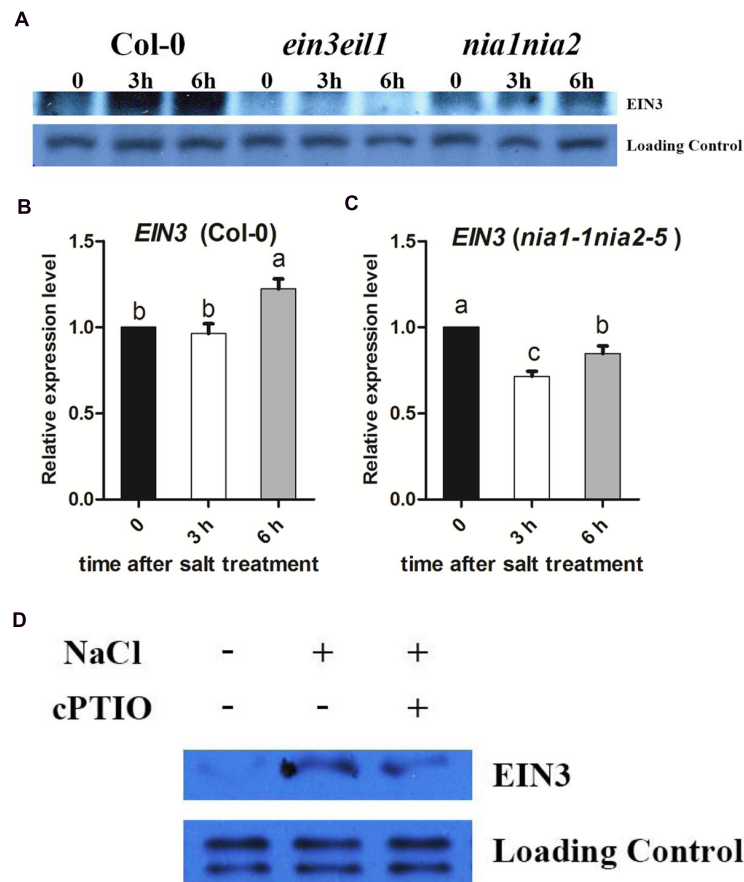 A
Col-0 ein3eil1 nia1nia2
0 3h 6h 0 3h 6h 0 3h 6h
EIN3
Loading Control
B
EIN3 (Col-0)
Relative expression level
1.5
1.0
0.5
0.0
b b a
0 3 h 6 h
time after salt treatment
C
EIN3 (nia1-1nia2-5 )
Relative expression level
1.5
1.0
0.5
0.0
a c b
0 3 h 6 h
time after salt treatment
D
NaCl - + +
cPTIO - - +
EIN3
Loading Control